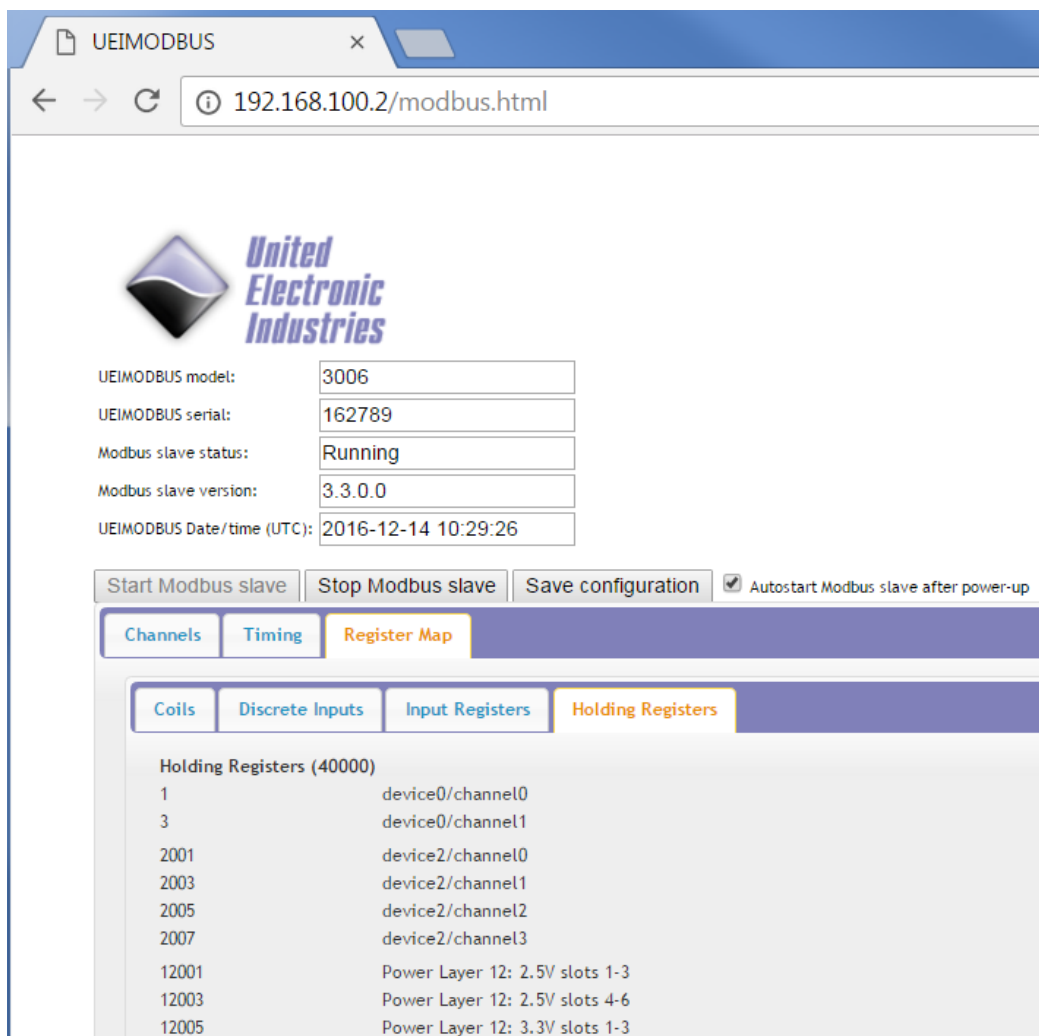 UEIMODBUS
192.168.100.2/modbus.html
United
Electronic
Industries
UEIMODBUS model: 3006
UEIMODBUS serial: 162789
Modbus slave status: Running
Modbus slave version: 3.3.0.0
UEIMODBUS Date/time (UTC): 2016-12-14 10:29:26
Start Modbus slave Stop Modbus slave Save configuration Autostart Modbus slave after power-up
Channels Timing Register Map
Coils Discrete Inputs Input Registers Holding Registers
Holding Registers (40000)
1 device0/channel0
3 device0/channel1
2001 device2/channel0
2003 device2/channel1
2005 device2/channel2
2007 device2/channel3
12001 Power Layer 12: 2.5V slots 1-3
12003 Power Layer 12: 2.5V slots 4-6
12005 Power Layer 12: 3.3V slots 1-3